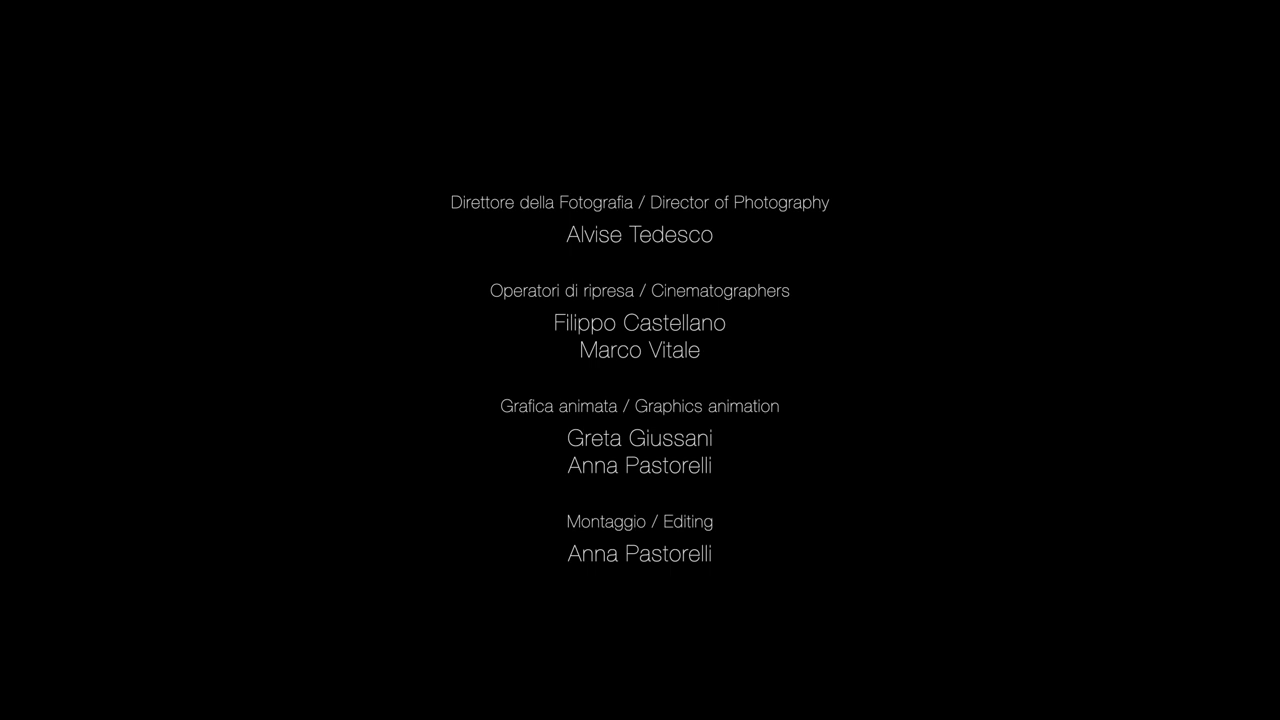 Direttore della Fotografia / Director of Photography
Alvise Tedesco
Operatori di ripresa / Cinematographers
Filippo Castellano
Marco Vitale
Grafica animata / Graphics animation
Greta Giussani
Anna Pastorelli
Montaggio / Editing
Anna Pastorelli